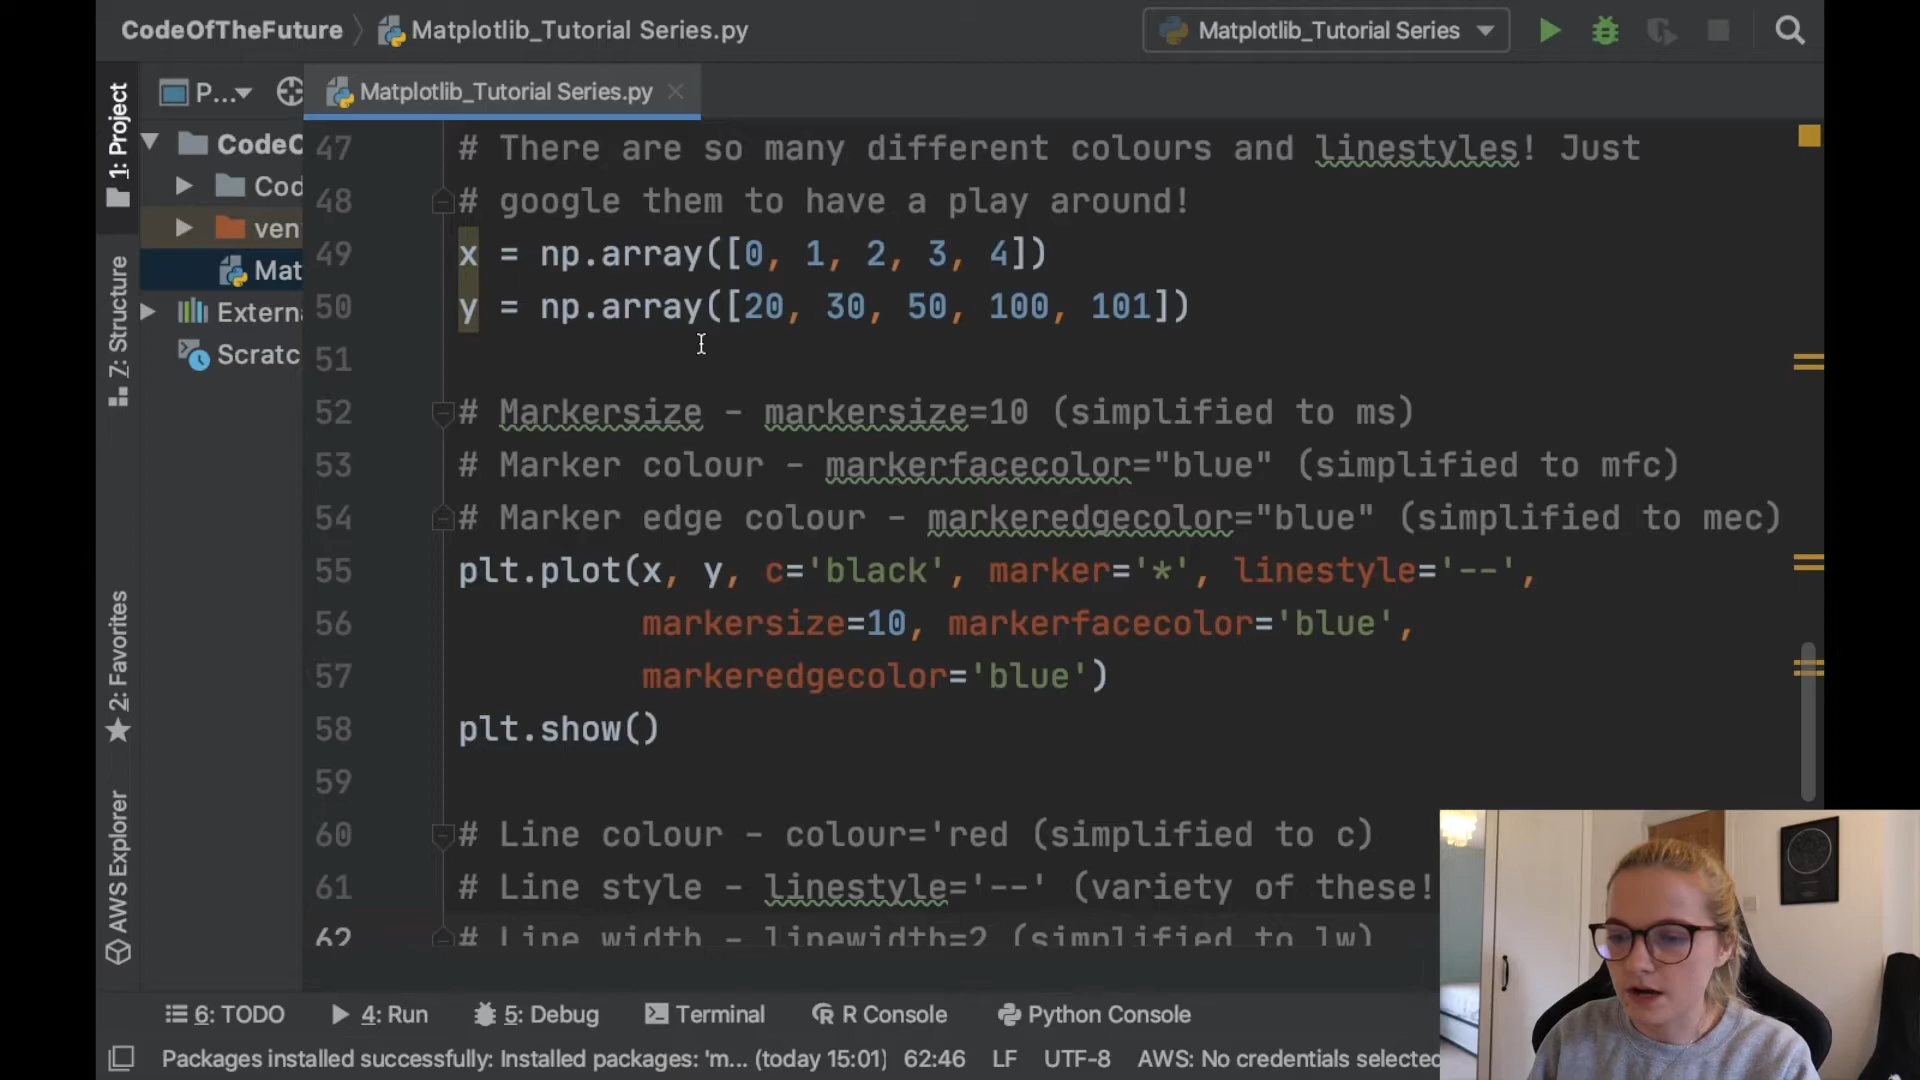 CodeOfTheFuture
Matplotlib_Tutorial Series.py
Matplotlib_Tutorial Series
P...
Matplotlib_Tutorial Series.py
1: Project
CodeC
Cod
ven
Mat
Extern
Scratc
Z: Structure
2: Favorites
AWS Explorer
47 # There are so many different colours and linestyles! Just
48 # google them to have a play around!
49 x = np.array([0, 1, 2, 3, 4])
50 y = np.array([20, 30, 50, 100, 101])
51
52 # Markersize - markersize=10 (simplified to ms)
53 # Marker colour - markerfacecolor="blue" (simplified to mfc)
54 # Marker edge colour - markeredgecolor="blue" (simplified to mec)
55 plt.plot(x, y, c='black', marker='*', linestyle='--',
56 markersize=10, markerfacecolor='blue',
57 markeredgecolor='blue')
58 plt.show()
59
60 # Line colour - colour='red (simplified to c)
61 # Line style - linestyle='--' (variety of these!
62 # Line width - linewidth=2 (simplified to lw)
6: TODO
4: Run
5: Debug
Terminal
R Console
Python Console
Packages installed successfully: Installed packages: 'm... (today 15:01)
62:46
LF
UTF-8
AWS: No credentials selected